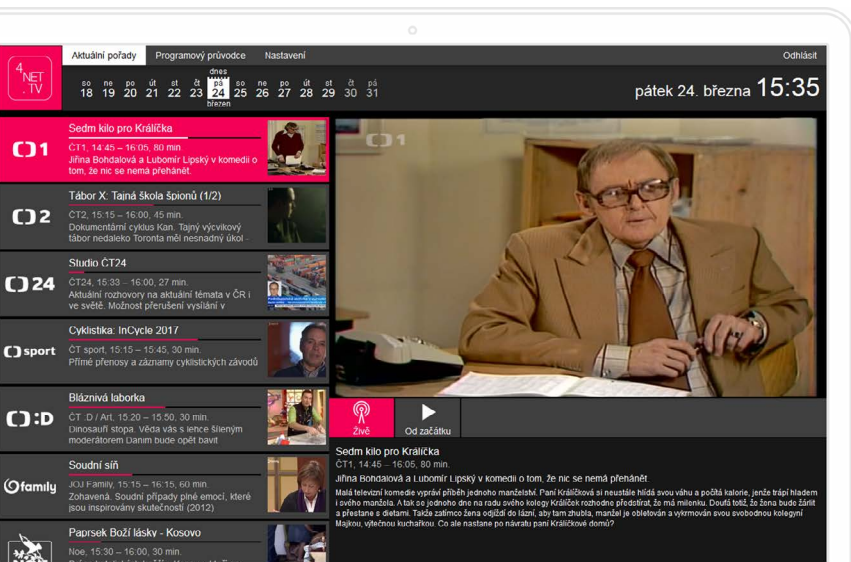 4
NET
.TV
Aktuální pořady Programový průvodce Nastavení Odhlásit
dnes
so ne po út st čt pá so ne po út st čt pá
18 19 20 21 22 23 24 25 26 27 28 29 30 31
březen
pátek 24. března 15:35
1
Sedm kilo pro Králíčka
ČT1, 14:45 – 16:05, 80 min.
Jiřina Bohdalová a Lubomír Lipský v komedii o
tom, že nic se nemá přehánět.
2
Tábor X: Tajná škola špionů (1/2)
ČT2, 15:15 – 16:00, 45 min.
Dokumentární cyklus Kan. Tajný výcvikový
tábor nedaleko Toronta měl nesnadný úkol -
24
Studio ČT24
ČT24, 15:33 – 16:00, 27 min.
Aktuální rozhovory na aktuální témata v ČR i
ve světě. Možnost přerušení vysílání v
sport
Cyklistika: InCycle 2017
ČT sport, 15:15 – 15:45, 30 min.
Přímé přenosy a záznamy cyklistických závodů
:D
Bláznivá laborka
ČT :D / Art, 15:20 – 15:50, 30 min.
Dinosauří stopa. Věda vás s lehce šíleným
moderátorem Danim bude opět bavit
family
Soudní síň
JOJ Family, 15:15 – 16:15, 60 min.
Zohavená. Soudní případy plné emocí, které
jsou inspirovány skutečností (2012)
Paprsek Boží lásky - Kosovo
Noe, 15:30 – 16:00, 30 min.
1
Živě
Od začátku
Sedm kilo pro Králíčka
ČT1, 14:45 – 16:05, 80 min.
Jiřina Bohdalová a Lubomír Lipský v komedii o tom, že nic se nemá přehánět.
Malá televizní komedie vypráví příběh jednoho manželství. Paní Králíčková si neustále hlídá svou váhu a počítá kalorie, jenže trápí hladem
i svého manžela. A tak se jednoho dne na radu svého kolegy Králíček rozhodne předstírat, že má milenku. Doufá totiž, že žena bude žárlit
a přestane s dietami. Takže zatímco žena odjíždí do lázní, aby tam zhubla, manžel je obletován a vykrmován svou svobodnou kolegyní
Majkou, výtečnou kuchařkou. Co ale nastane po návratu paní Králíčkové domů?